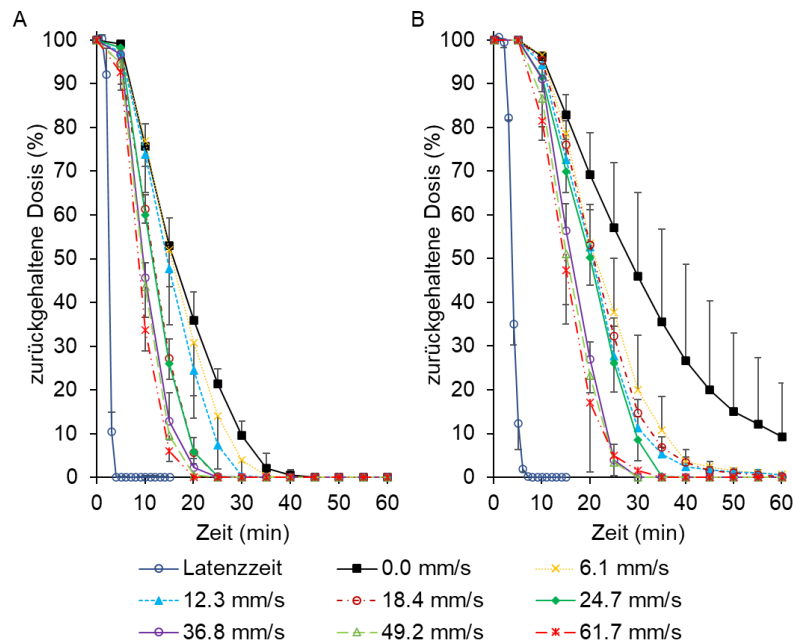 A
B
100
90
80
70
60
50
40
30
20
10
0
zurückgehaltene Dosis (%)
0 10 20 30 40 50 60
Zeit (min)
100
90
80
70
60
50
40
30
20
10
0
zurückgehaltene Dosis (%)
0 10 20 30 40 50 60
Zeit (min)
Latenzzeit 0.0 mm/s 6.1 mm/s
12.3 mm/s 18.4 mm/s 24.7 mm/s
36.8 mm/s 49.2 mm/s 61.7 mm/s